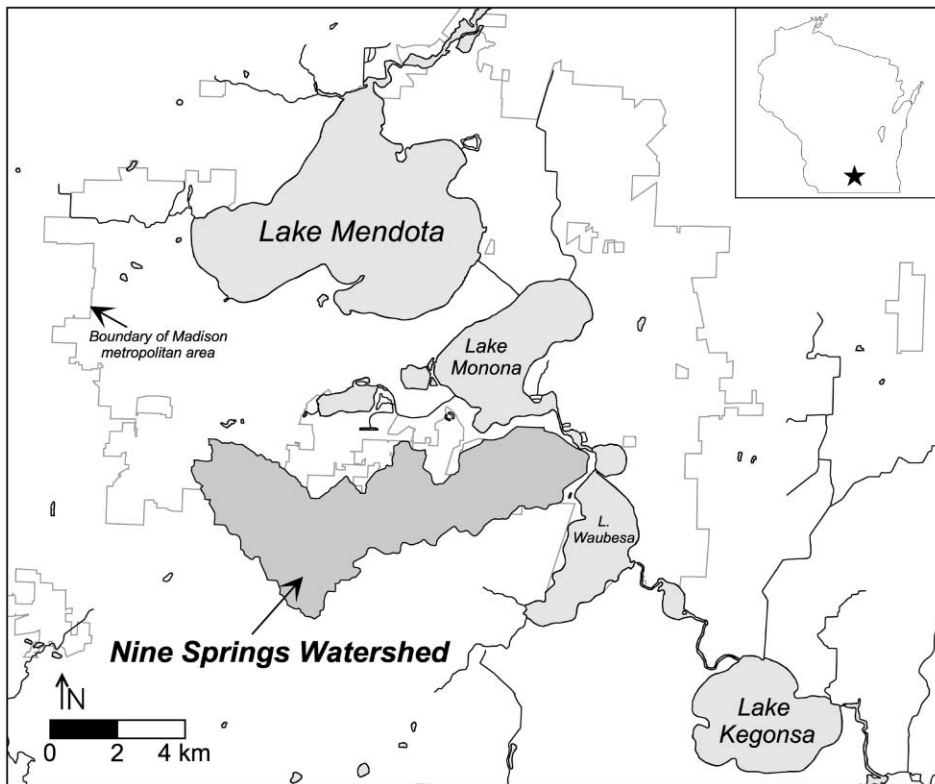 Lake Mendota
Boundary of Madison
metropolitan area
Lake
Monona
L.
Waubesa
Nine Springs Watershed
N
0 2 4 km
Lake
Kegonsa